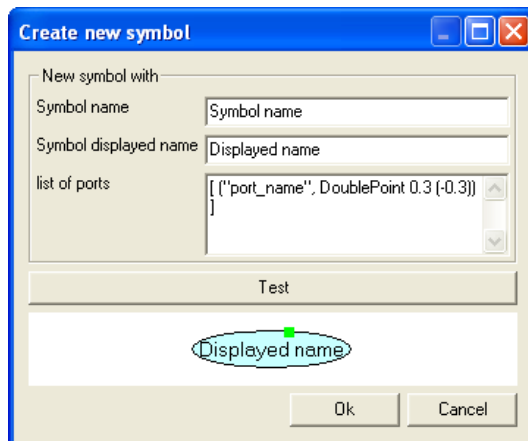 Create new symbol
New symbol with
Symbol name
Symbol name
Symbol displayed name
Displayed name
list of ports
[ ("port_name", DoublePoint 0.3 (-0.3))
]
Test
Displayed name
Ok
Cancel